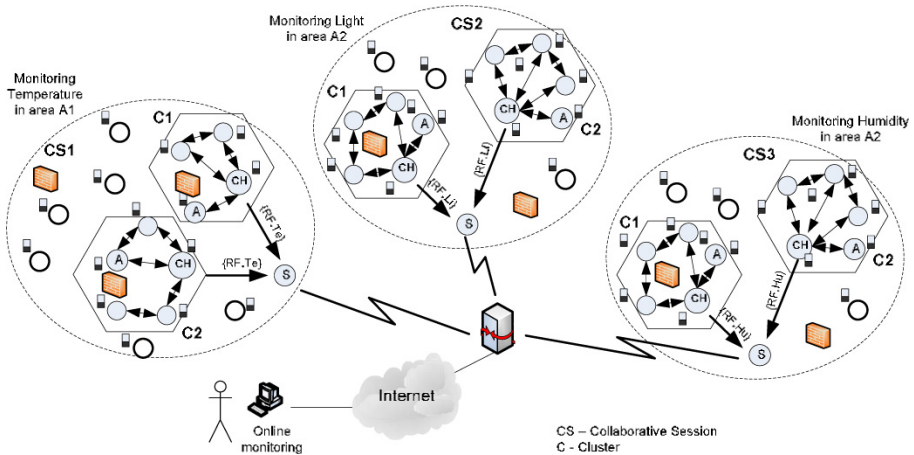 Monitoring Light
in area A2
CS2
Monitoring
Temperature
in area A1
C1
CS1
CH
A
{RF.Te}
A
CH
{RF.Te}
S
C2
C1
A
CH
{RF.Li}
CH
A
C2
{RF.Li}
S
Monitoring Humidity
in area A2
CS3
C1
A
CH
{RF.Hu}
CH
A
C2
{RF.Hu}
S
Internet
Online
monitoring
CS – Collaborative Session
C - Cluster